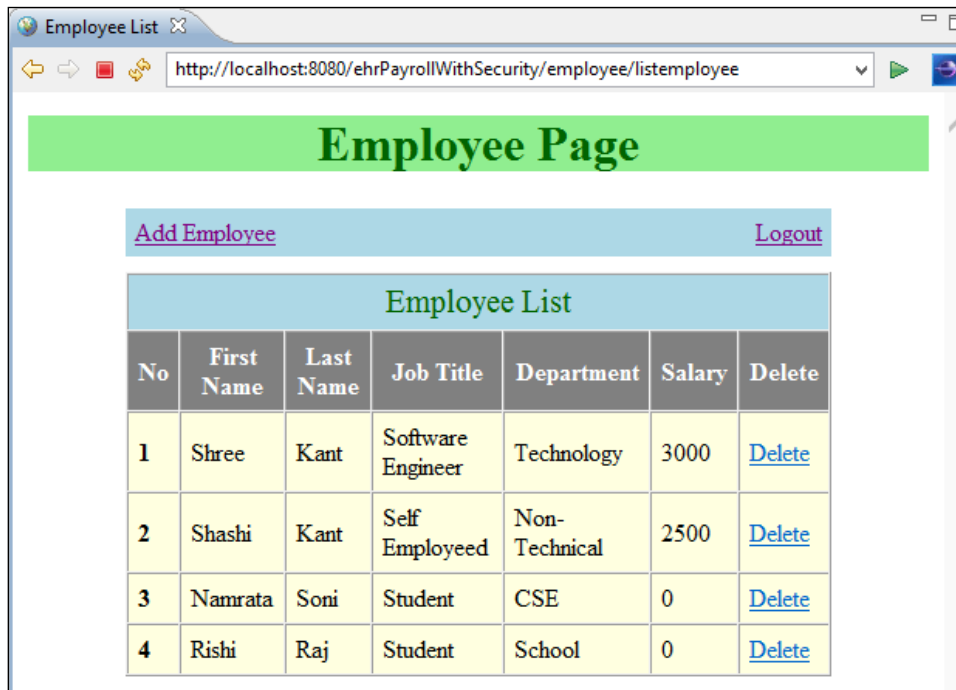 Employee List
http://localhost:8080/ehrPayrollWithSecurity/employee/listemployee
Employee Page
Add Employee Logout
Employee List
No First Name Last Name Job Title Department Salary Delete
1 Shree Kant Software Engineer Technology 3000 Delete
2 Shashi Kant Self Employeed Non-Technical 2500 Delete
3 Namrata Soni Student CSE 0 Delete
4 Rishi Raj Student School 0 Delete